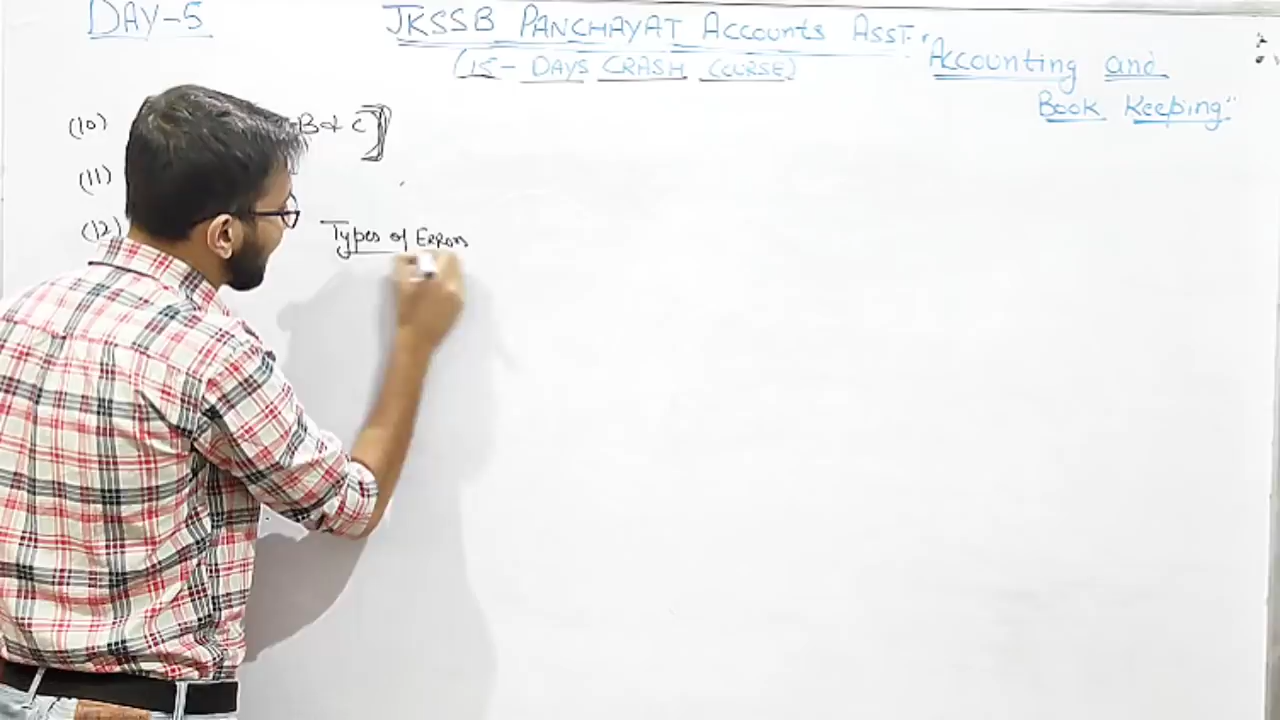 DAY-5
JKSSB PANCHAYAT Accounts ASST.
(15- DAYS CRASH COURSE)
"Accounting and
Book Keeping"
(10) B & C]
(11)
(12)
Types of Errors